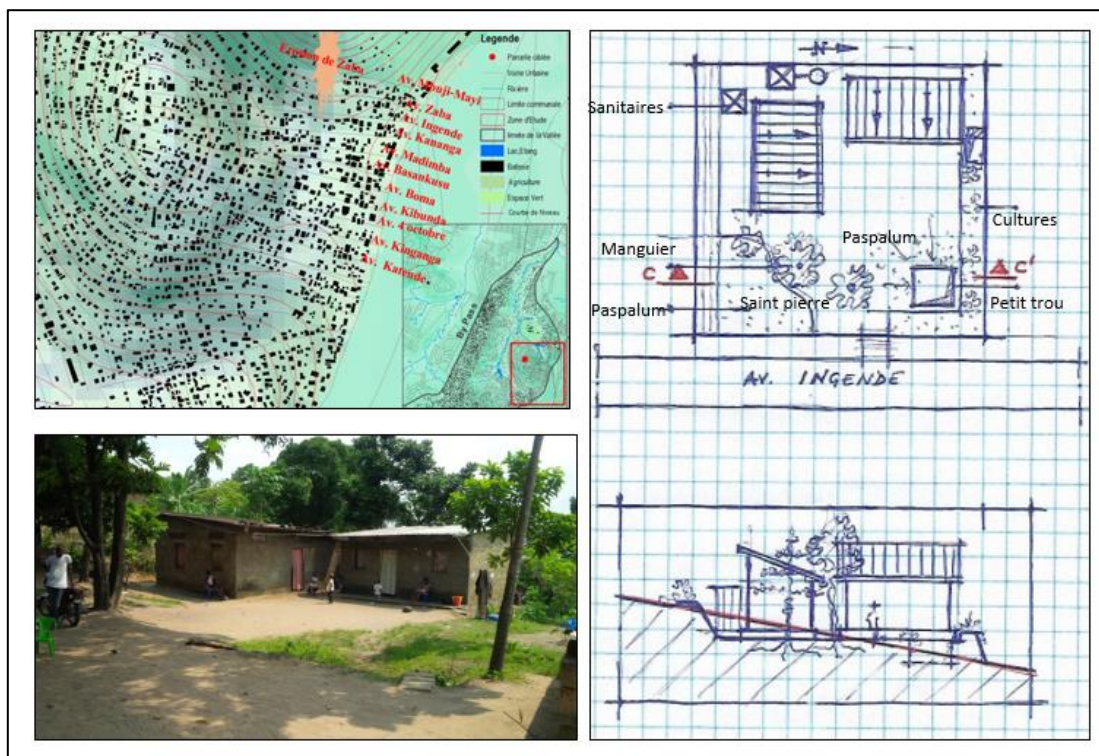 Erosion de Zaba
Av. Mbuji-Mayi
Av. Zaba
Av. Ingende
Av. Kananga
Av. Madimba
Av. Basankusu
Av. Boma
Av. Kibunda
Av. 4 octobre
Av. Kinganga
Av. Katende
Legende
Parcelle ciblée
Voirie Urbaine
Rivière
Limite communale
Zone d'Etude
limite de la Vallée
Lac,Etang
Batisse
Agriculture
Espace Vert
Courbe de Niveau
By Pass
N
Sanitaires
Cultures
Manguier
Paspalum
C
C'
Paspalum
Saint pierre
Petit trou
AV. INGENDE